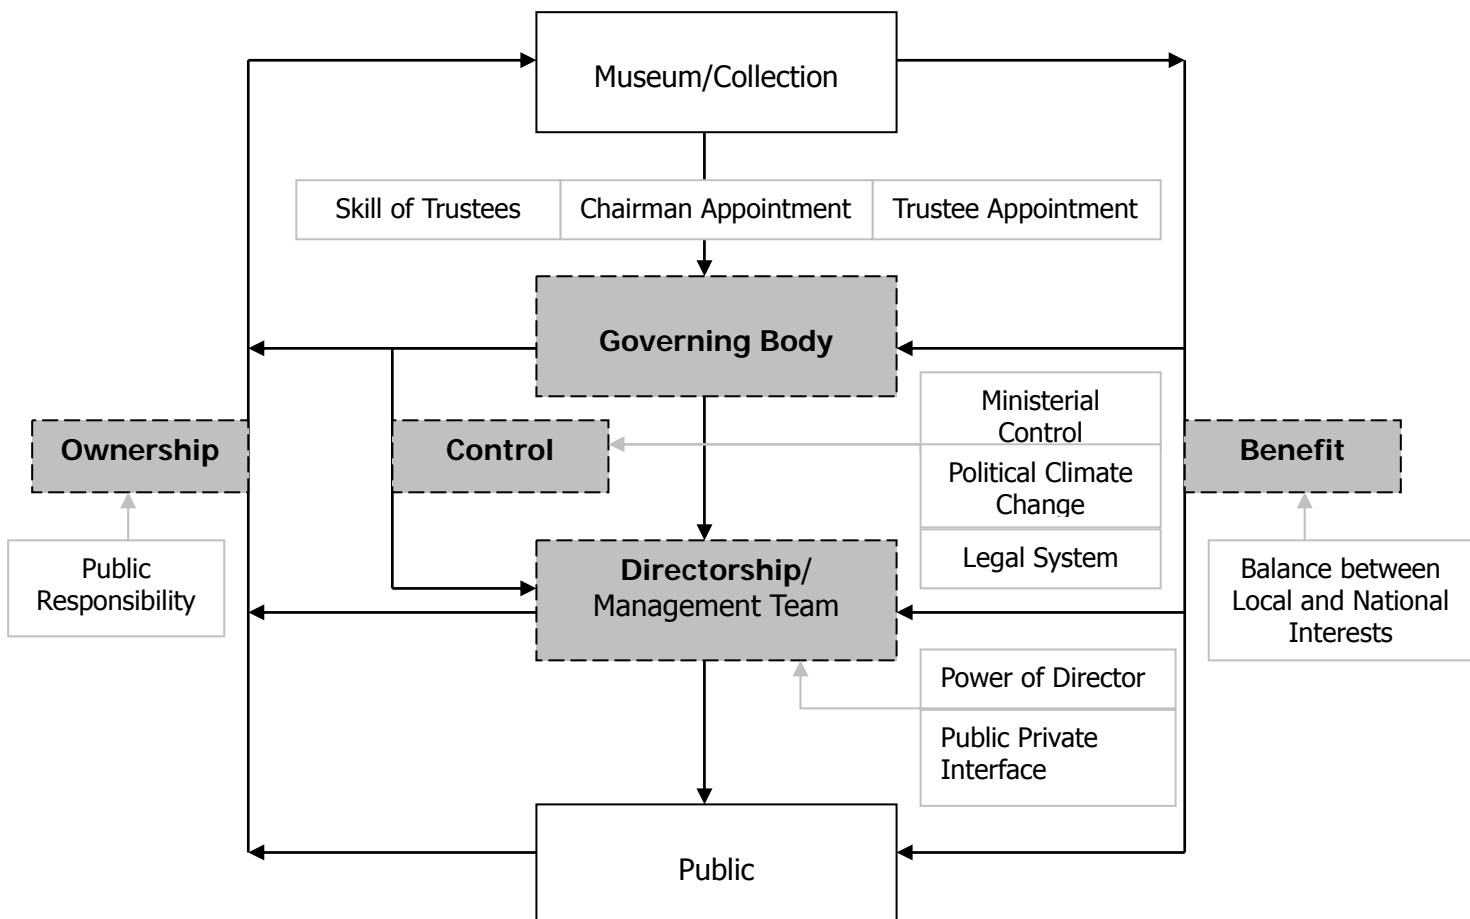 Museum/Collection
Skill of Trustees
Chairman Appointment
Trustee Appointment
Governing Body
Ministerial
Control
Ownership
Control
Political Climate
Change
Benefit
Legal System
Public
Responsibility
Directorship/
Management Team
Balance between
Local and National
Interests
Power of Director
Public Private
Interface
Public